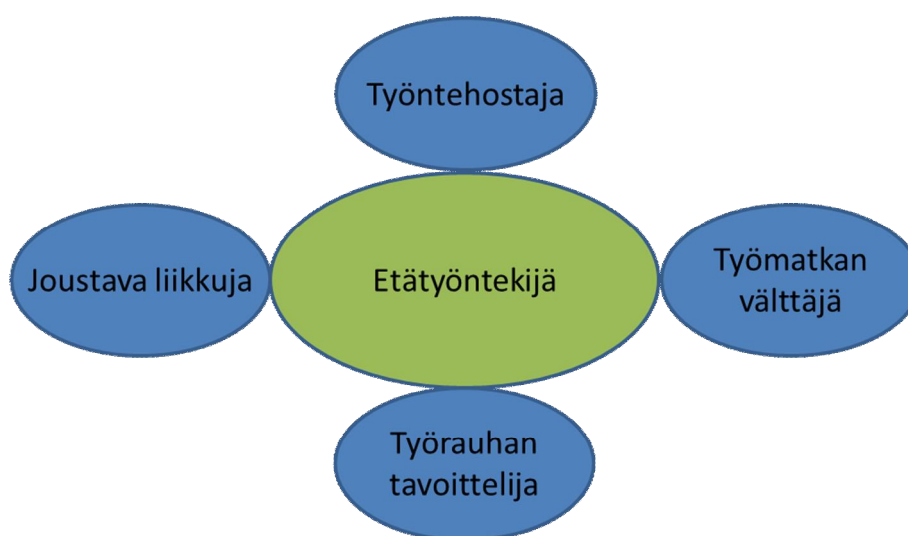 Työntehostaja
Joustava liikkuja
Etätyöntekijä
Työmatkan
välttäjä
Työrauhan
tavoittelija